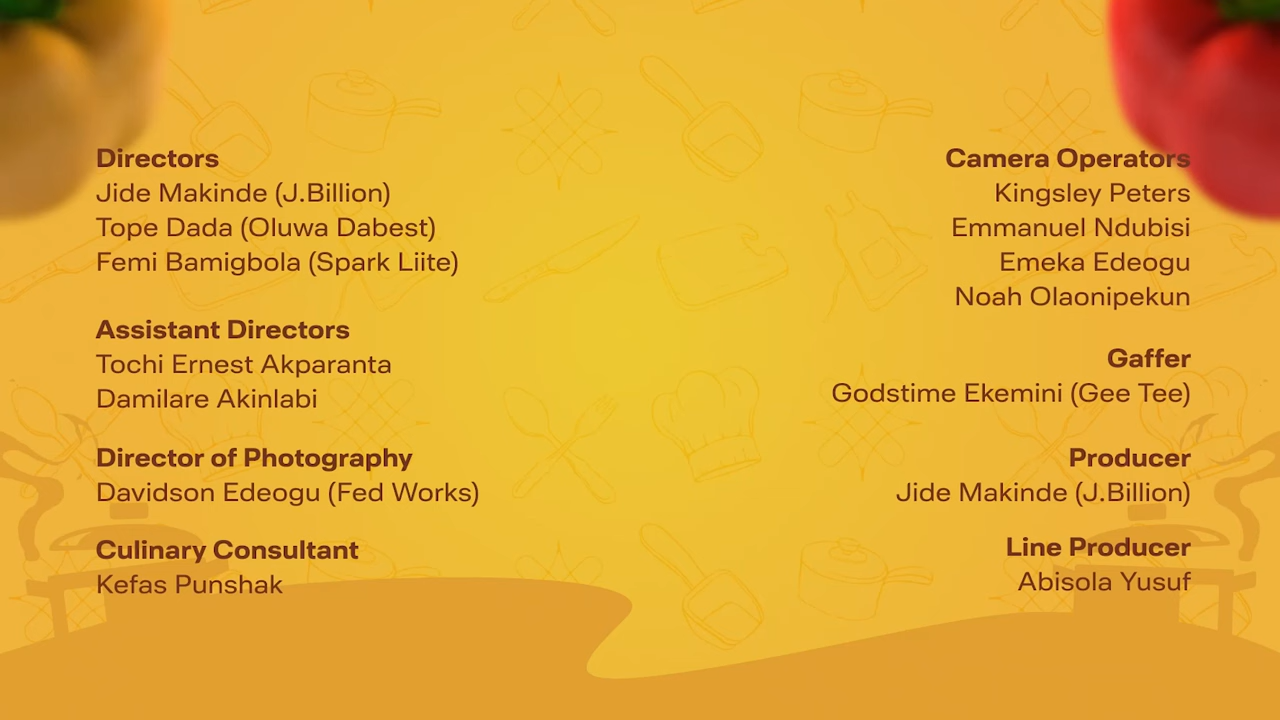 Directors
Jide Makinde (J.Billion)
Tope Dada (Oluwa Dabest)
Femi Bamigbola (Spark Liite)
Assistant Directors
Tochi Ernest Akparanta
Damilare Akinlabi
Director of Photography
Davidson Edeogu (Fed Works)
Culinary Consultant
Kefas Punshak
Camera Operators
Kingsley Peters
Emmanuel Ndubisi
Emeka Edeogu
Noah Olaonipekun
Gaffer
Godstime Ekemini (Gee Tee)
Producer
Jide Makinde (J.Billion)
Line Producer
Abisola Yusuf